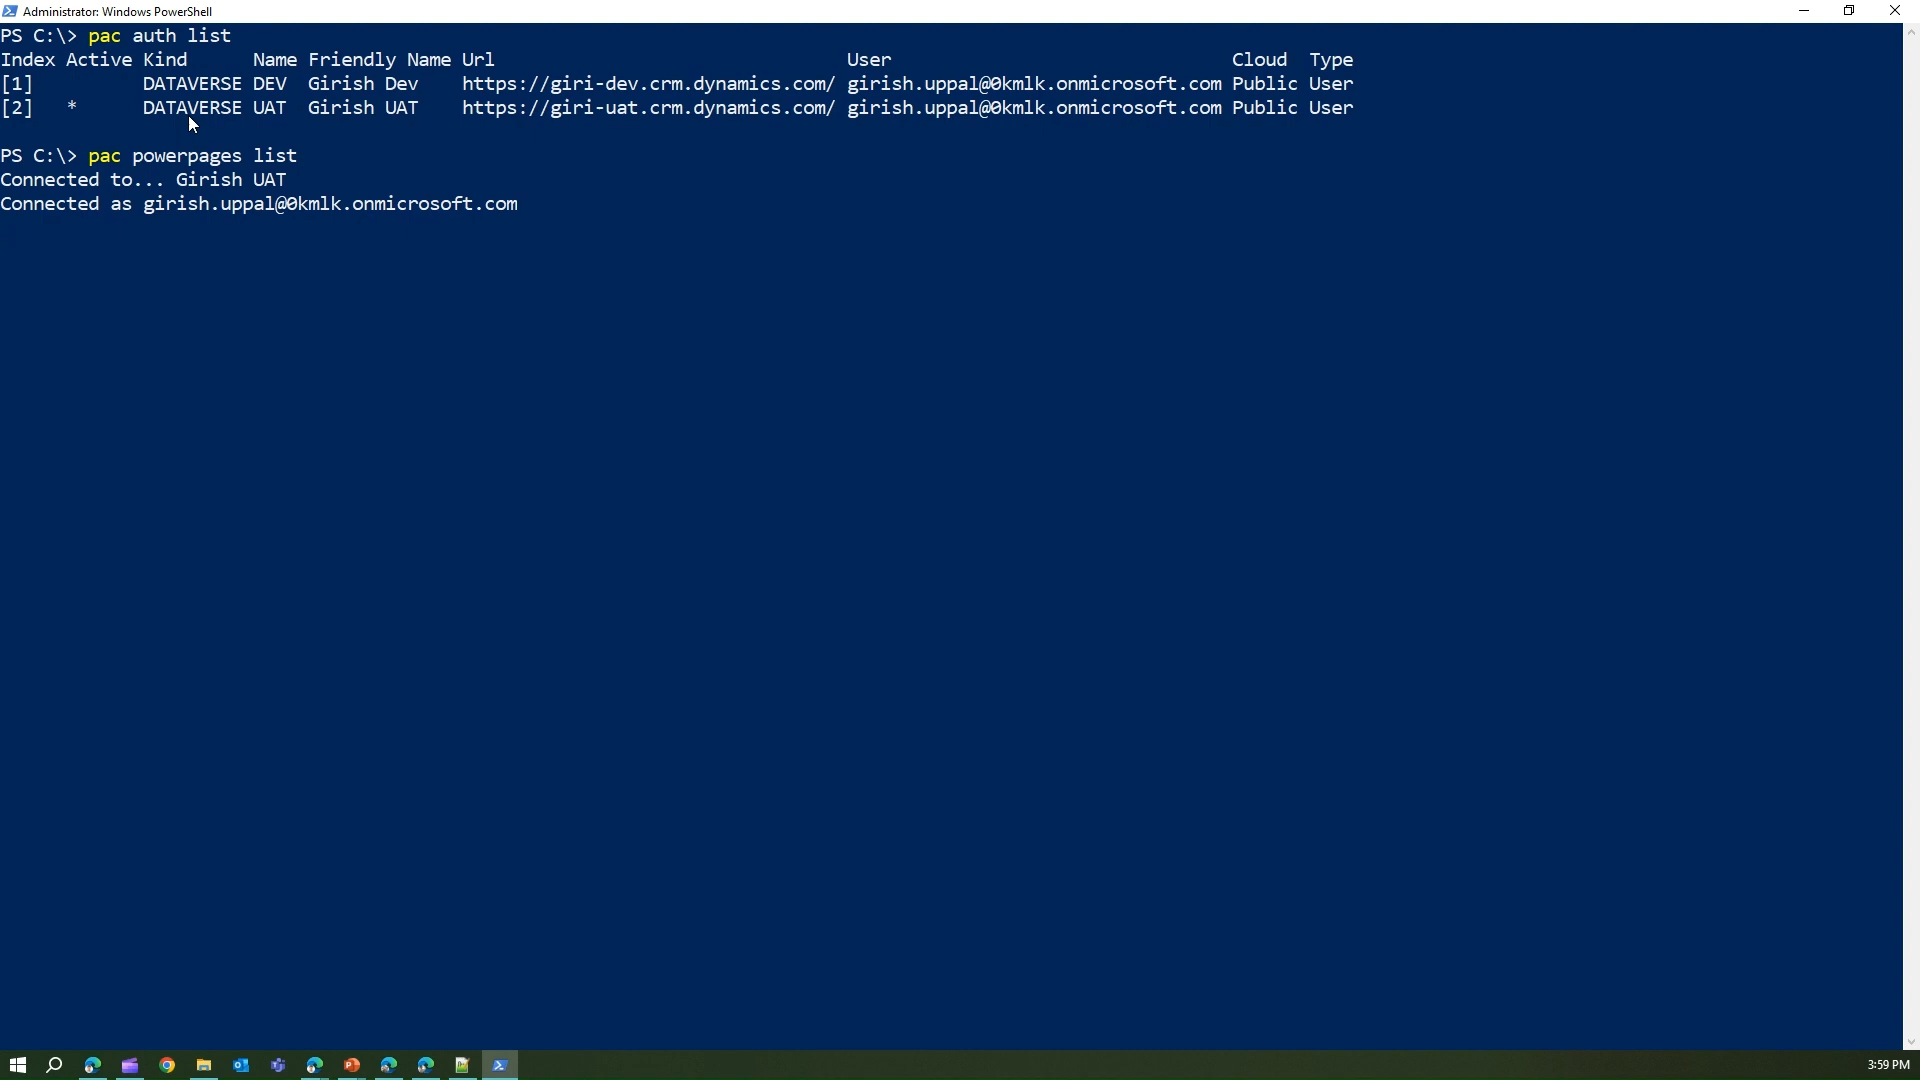 Administrator: Windows PowerShell
PS C:\> pac auth list
Index Active Kind      Name Friendly Name Url                                User                               Cloud  Type
[1]          DATAVERSE DEV  Girish Dev    https://giri-dev.crm.dynamics.com/ girish.uppal@0kmlk.onmicrosoft.com Public User
[2]   *      DATAVERSE UAT  Girish UAT    https://giri-uat.crm.dynamics.com/ girish.uppal@0kmlk.onmicrosoft.com Public User
PS C:\> pac powerpages list
Connected to... Girish UAT
Connected as girish.uppal@0kmlk.onmicrosoft.com
3:59 PM